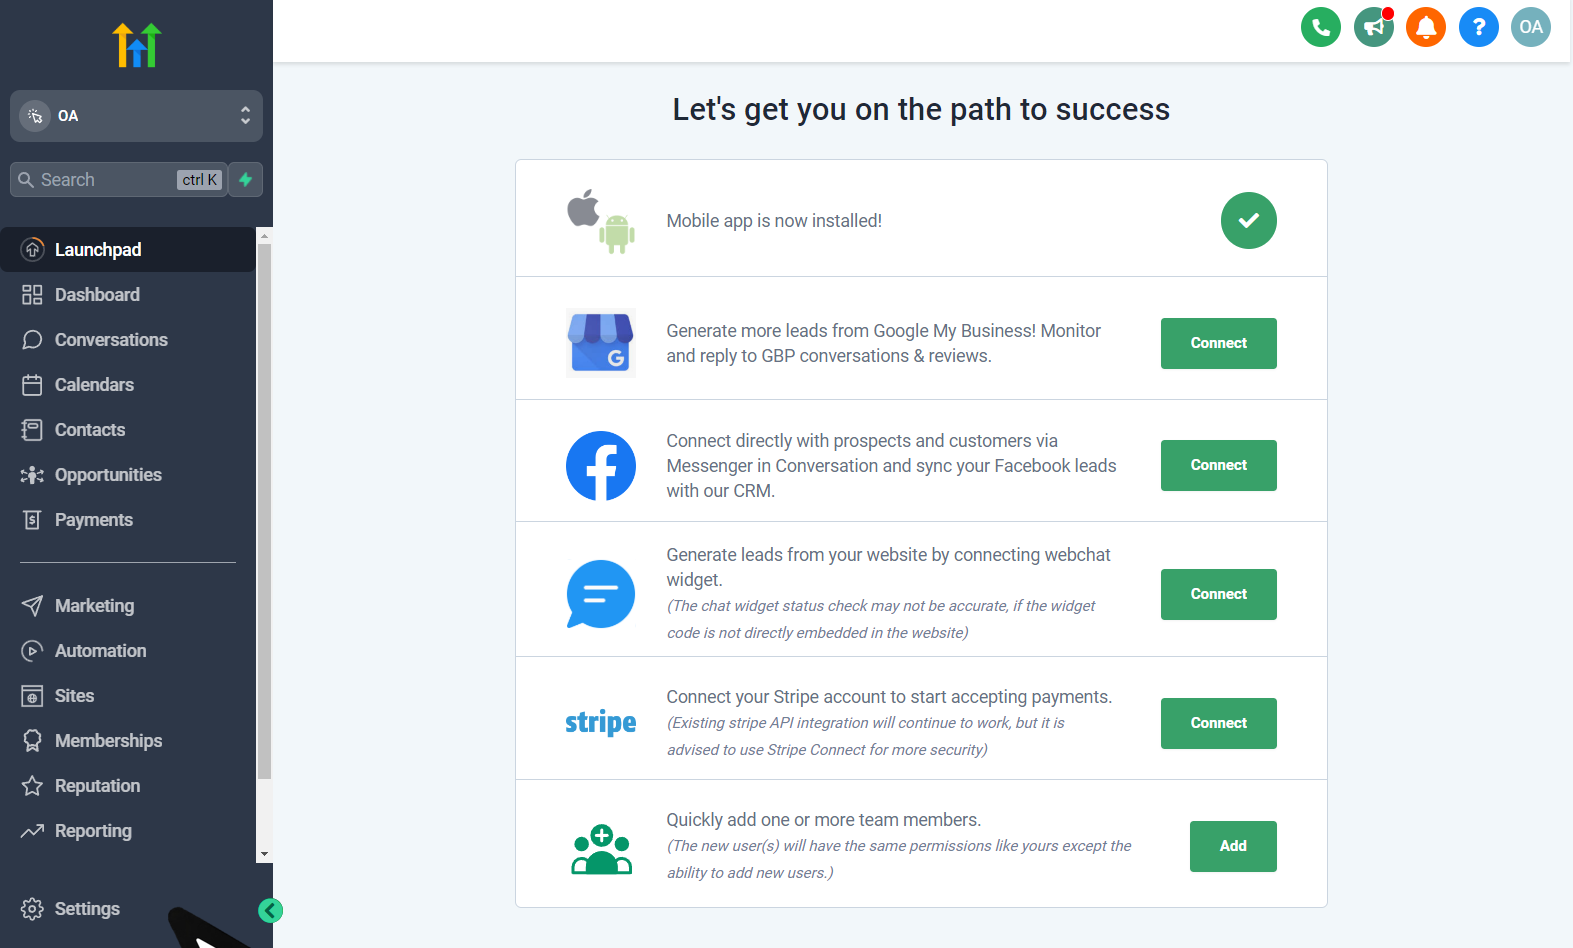 OA
Search
ctrl K
Launchpad
Dashboard
Conversations
Calendars
Contacts
Opportunities
Payments
Marketing
Automation
Sites
Memberships
Reputation
Reporting
Settings
?
OA
Let's get you on the path to success
Mobile app is now installed!
G
Generate more leads from Google My Business! Monitor
and reply to GBP conversations & reviews.
Connect
Connect directly with prospects and customers via
Messenger in Conversation and sync your Facebook leads
with our CRM.
Connect
Generate leads from your website by connecting webchat
widget.
(The chat widget status check may not be accurate, if the widget
code is not directly embedded in the website)
Connect
stripe
Connect your Stripe account to start accepting payments.
(Existing stripe API integration will continue to work, but it is
advised to use Stripe Connect for more security)
Connect
Quickly add one or more team members.
(The new user(s) will have the same permissions like yours except the
ability to add new users.)
Add